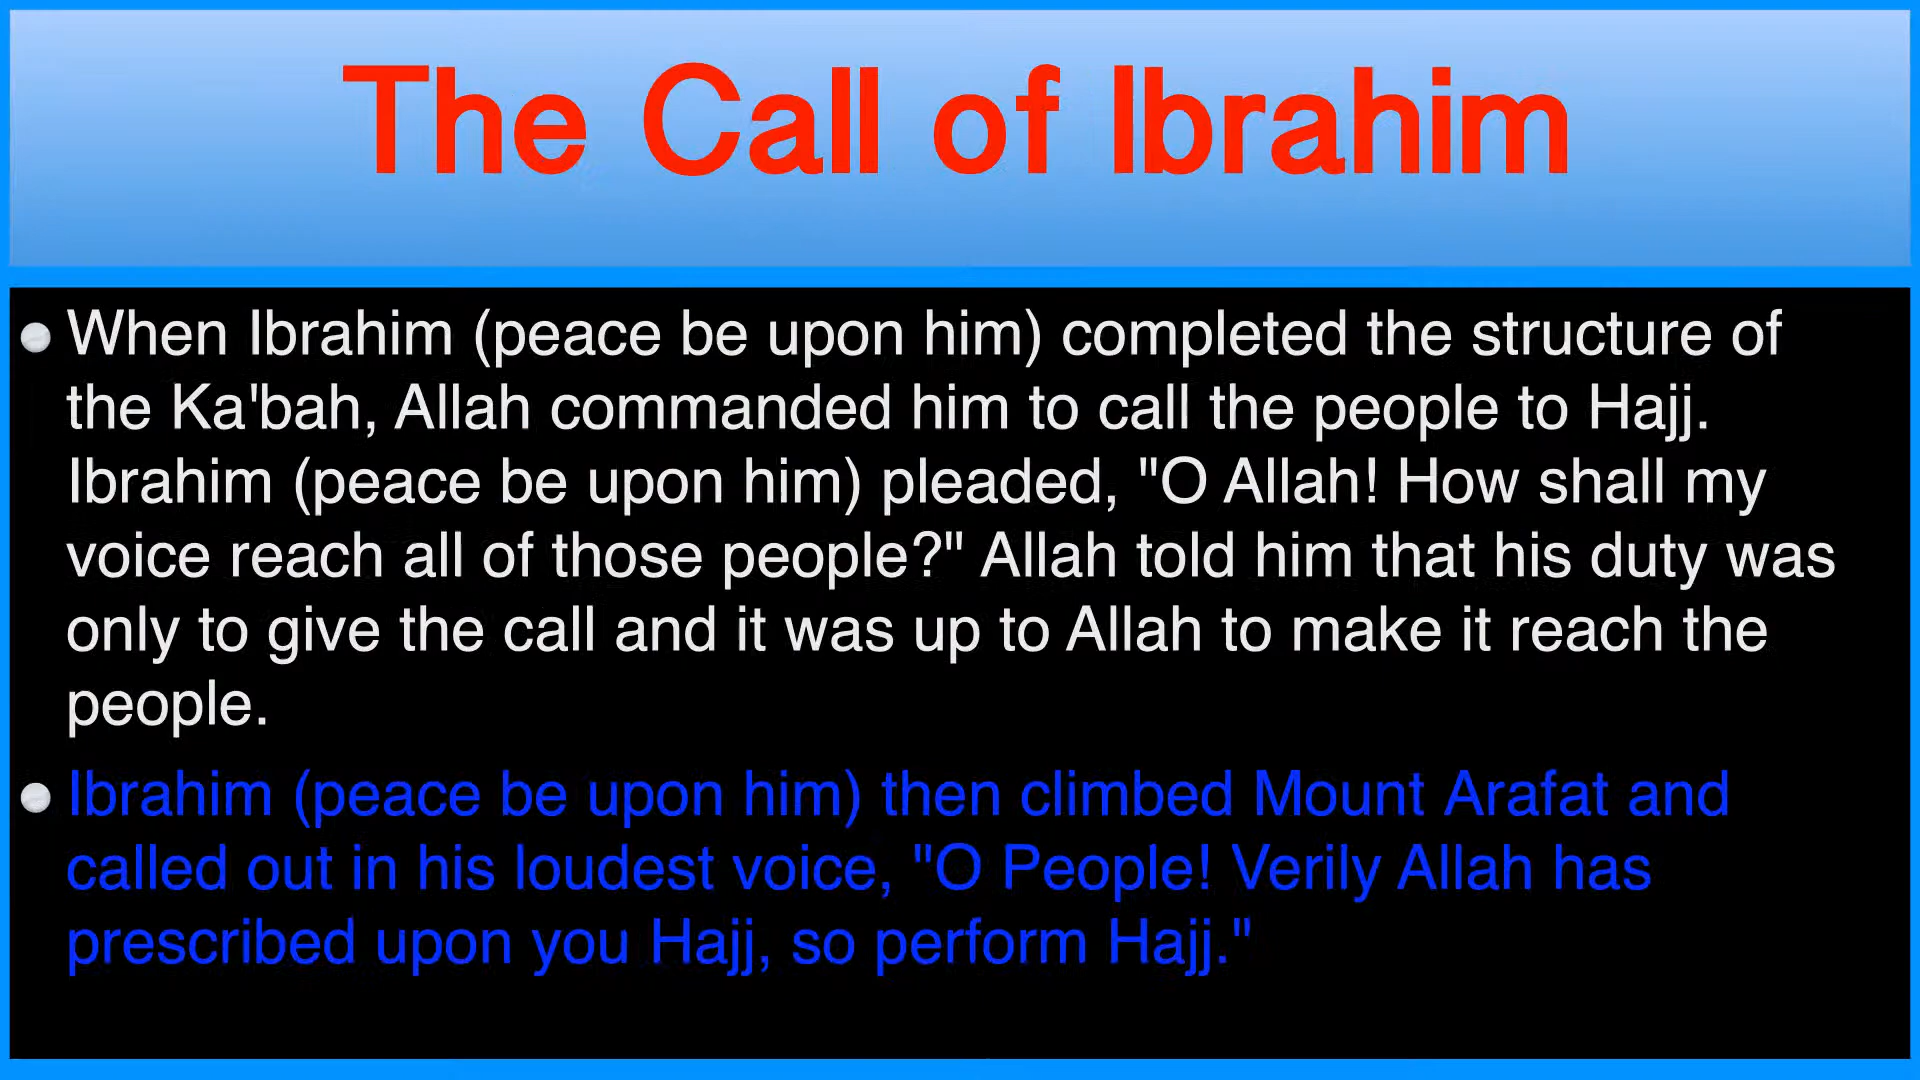 The Call of Ibrahim
When Ibrahim (peace be upon him) completed the structure of
the Ka'bah, Allah commanded him to call the people to Hajj.
Ibrahim (peace be upon him) pleaded, "O Allah! How shall my
voice reach all of those people?" Allah told him that his duty was
only to give the call and it was up to Allah to make it reach the
people.
Ibrahim (peace be upon him) then climbed Mount Arafat and
called out in his loudest voice, "O People! Verily Allah has
prescribed upon you Hajj, so perform Hajj."